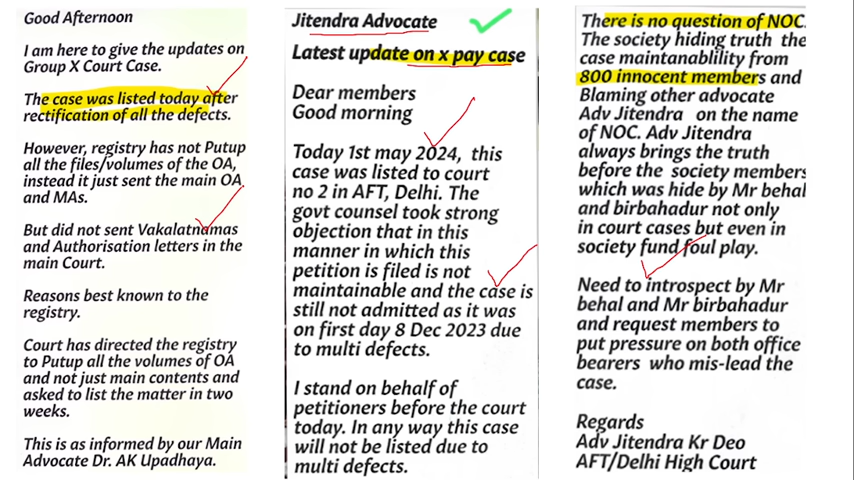 Good Afternoon
I am here to give the updates on
Group X Court Case.
The case was listed today after
rectification of all the defects.
However, registry has not Putup
all the files/volumes of the OA,
instead it just sent the main OA
and MAs.
But did not sent Vakalatnamas
and Authorisation letters in the
main Court.
Reasons best known to the
registry.
Court has directed the registry
to Putup all the volumes of OA
and not just main contents and
asked to list the matter in two
weeks.
This is as informed by our Main
Advocate Dr. AK Upadhaya.
Jitendra Advocate
Latest update on x pay case
Dear members
Good morning
Today 1st may 2024, this
case was listed to court
no 2 in AFT, Delhi. The
govt counsel took strong
objection that in this
manner in which this
petition is filed is not
maintainable and the case is
still not admitted as it was
on first day 8 Dec 2023 due
to multi defects.
I stand on behalf of
petitioners before the court
today. In any way this case
will not be listed due to
multi defects.
There is no question of NOC.
The society hiding truth the
case maintanablility from
800 innocent members and
Blaming other advocate
Adv Jitendra on the name
of NOC. Adv Jitendra
always brings the truth
before the society members
which was hide by Mr behal
and birbahadur not only
in court cases but even in
society fund foul play.
Need to introspect by Mr
behal and Mr birbahadur
and request members to
put pressure on both office
bearers who mis-lead the
case.
Regards
Adv Jitendra Kr Deo
AFT/Delhi High Court